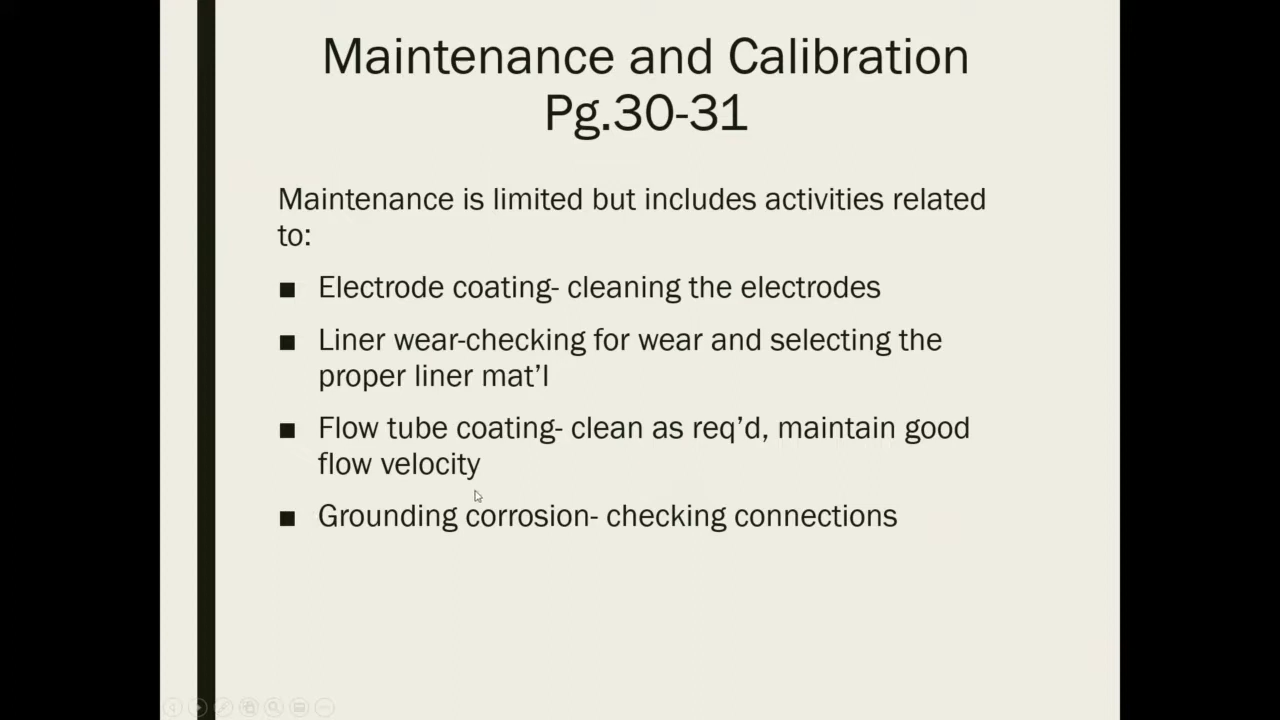 Maintenance and Calibration
Pg.30-31
Maintenance is limited but includes activities related
to:
■ Electrode coating- cleaning the electrodes
■ Liner wear-checking for wear and selecting the
proper liner mat’l
■ Flow tube coating- clean as req’d, maintain good
flow velocity
■ Grounding corrosion- checking connections